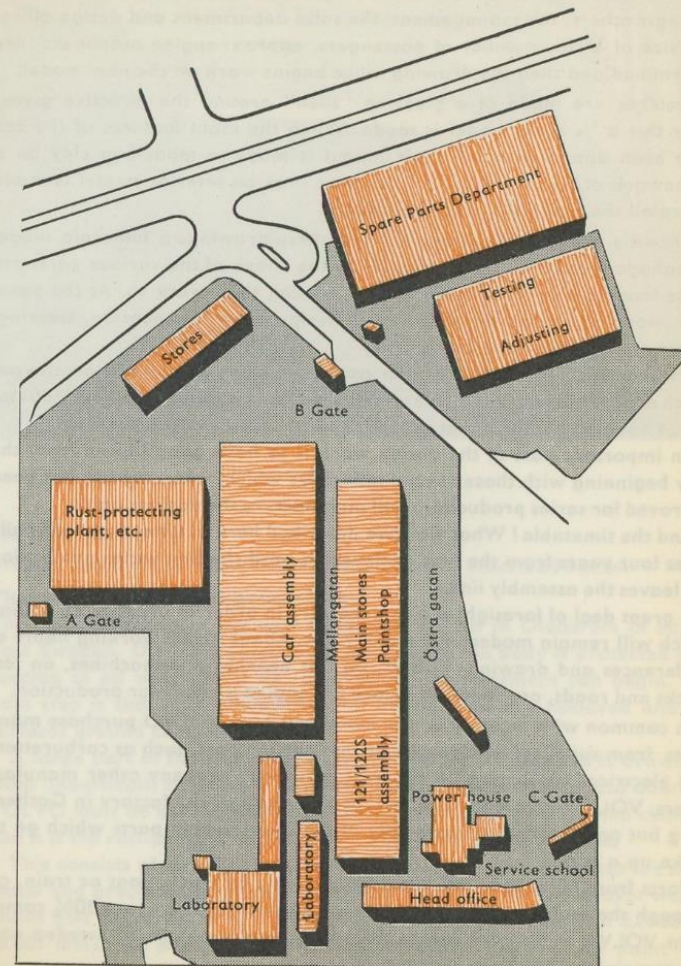 Spare Parts Department
Testing
Adjusting
Stores
B Gate
Rust-protecting
plant, etc.
A Gate
Car assembly
Mellangatan
Main stores
Paintshop
Östra gatan
121/122S
assembly
Power house
C Gate
Service school
Laboratory
Laboratory
Head office